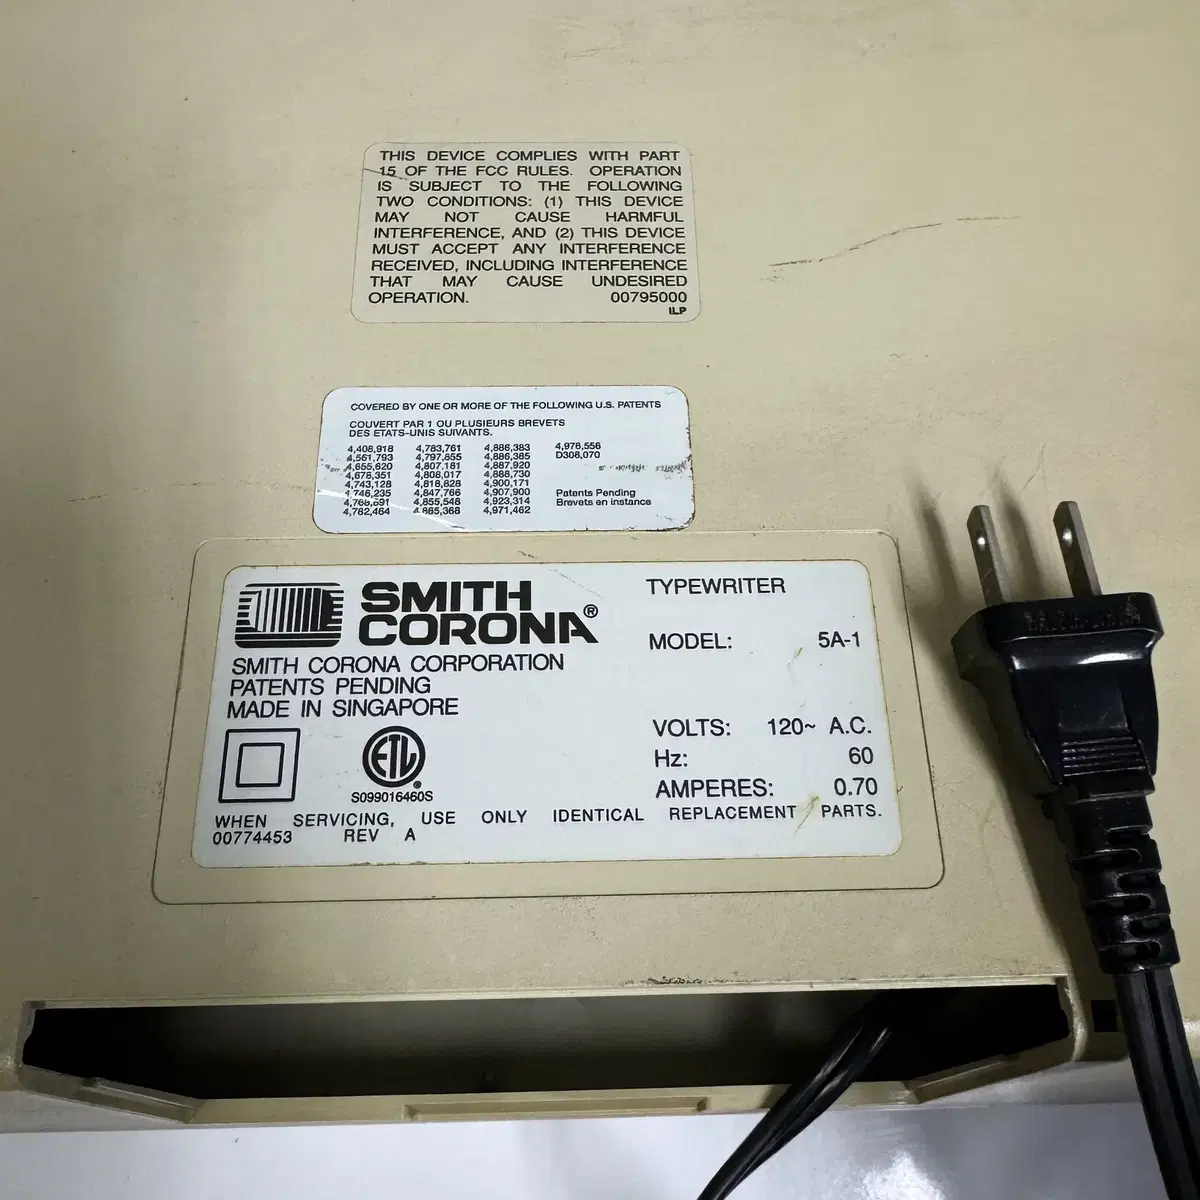 THIS DEVICE COMPLIES WITH PART
15 OF THE FCC RULES. OPERATION
IS SUBJECT TO THE FOLLOWING
TWO CONDITIONS: (1) THIS DEVICE
MAY NOT CAUSE HARMFUL
INTERFERENCE, AND (2) THIS DEVICE
MUST ACCEPT ANY INTERFERENCE
RECEIVED, INCLUDING INTERFERENCE
THAT MAY CAUSE UNDESIRED
OPERATION. 00795000
ILP
COVERED BY ONE OR MORE OF THE FOLLOWING U.S. PATENTS
COUVERT PAR 1 OU PLUSIEURS BREVETS
DES ETATS-UNIS SUIVANTS.
4,408,918 4,783,761 4,886,383 4,976,556
4,561,793 4,797,855 4,886,385 D308,070
4,655,620 4,807,181 4,887,920
4,678,351 4,808,017 4,888,730
4,743,128 4,818,828 4,900,171
4,746,235 4,847,766 4,907,900 Patents Pending
4,768,591 4,855,548 4,923,314 Brevets en instance
4,782,464 4,865,368 4,971,462
SMITH
CORONA®
SMITH CORONA CORPORATION
PATENTS PENDING
MADE IN SINGAPORE
ETL
S099016460S
TYPEWRITER
MODEL: 5A-1
VOLTS: 120~ A.C.
Hz: 60
AMPERES: 0.70
WHEN SERVICING, USE ONLY IDENTICAL REPLACEMENT PARTS.
00774453 REV A